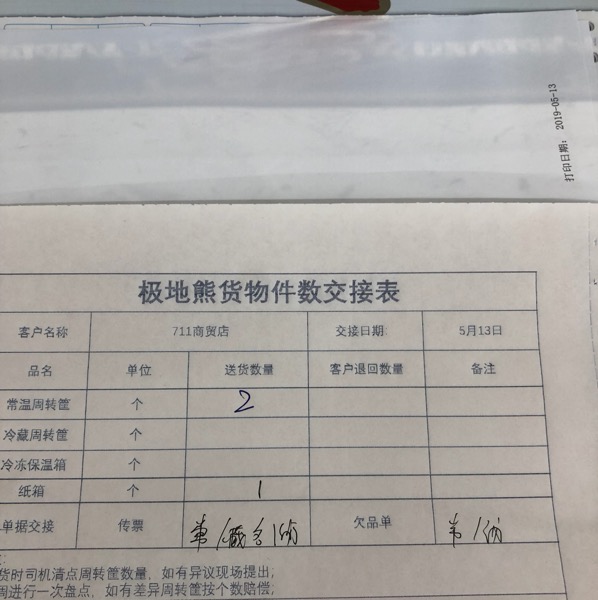 打印日期: 2019-05-13
极地熊货物件数交接表
客户名称 711商贸店 交接日期: 5月13日
品名 单位 送货数量 客户退回数量 备注
常温周转筐 个 2
冷藏周转筐 个
冷冻保温箱 个
纸箱 个 1
单据交接 传票 欠品单
货时司机清点周转筐数量, 如有异议现场提出;
周进行一次盘点, 如有差异周转筐按个数赔偿;